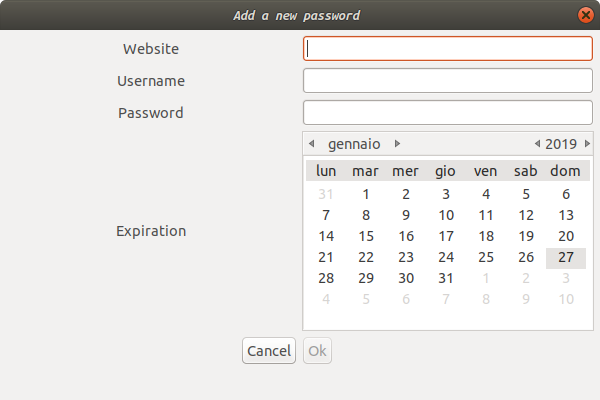 Add a new password
Website
Username
Password
gennaio 2019
lun mar mer gio ven sab dom
31 1 2 3 4 5 6
7 8 9 10 11 12 13
14 15 16 17 18 19 20
Expiration
21 22 23 24 25 26 27
28 29 30 31 1 2 3
4 5 6 7 8 9 10
Cancel Ok